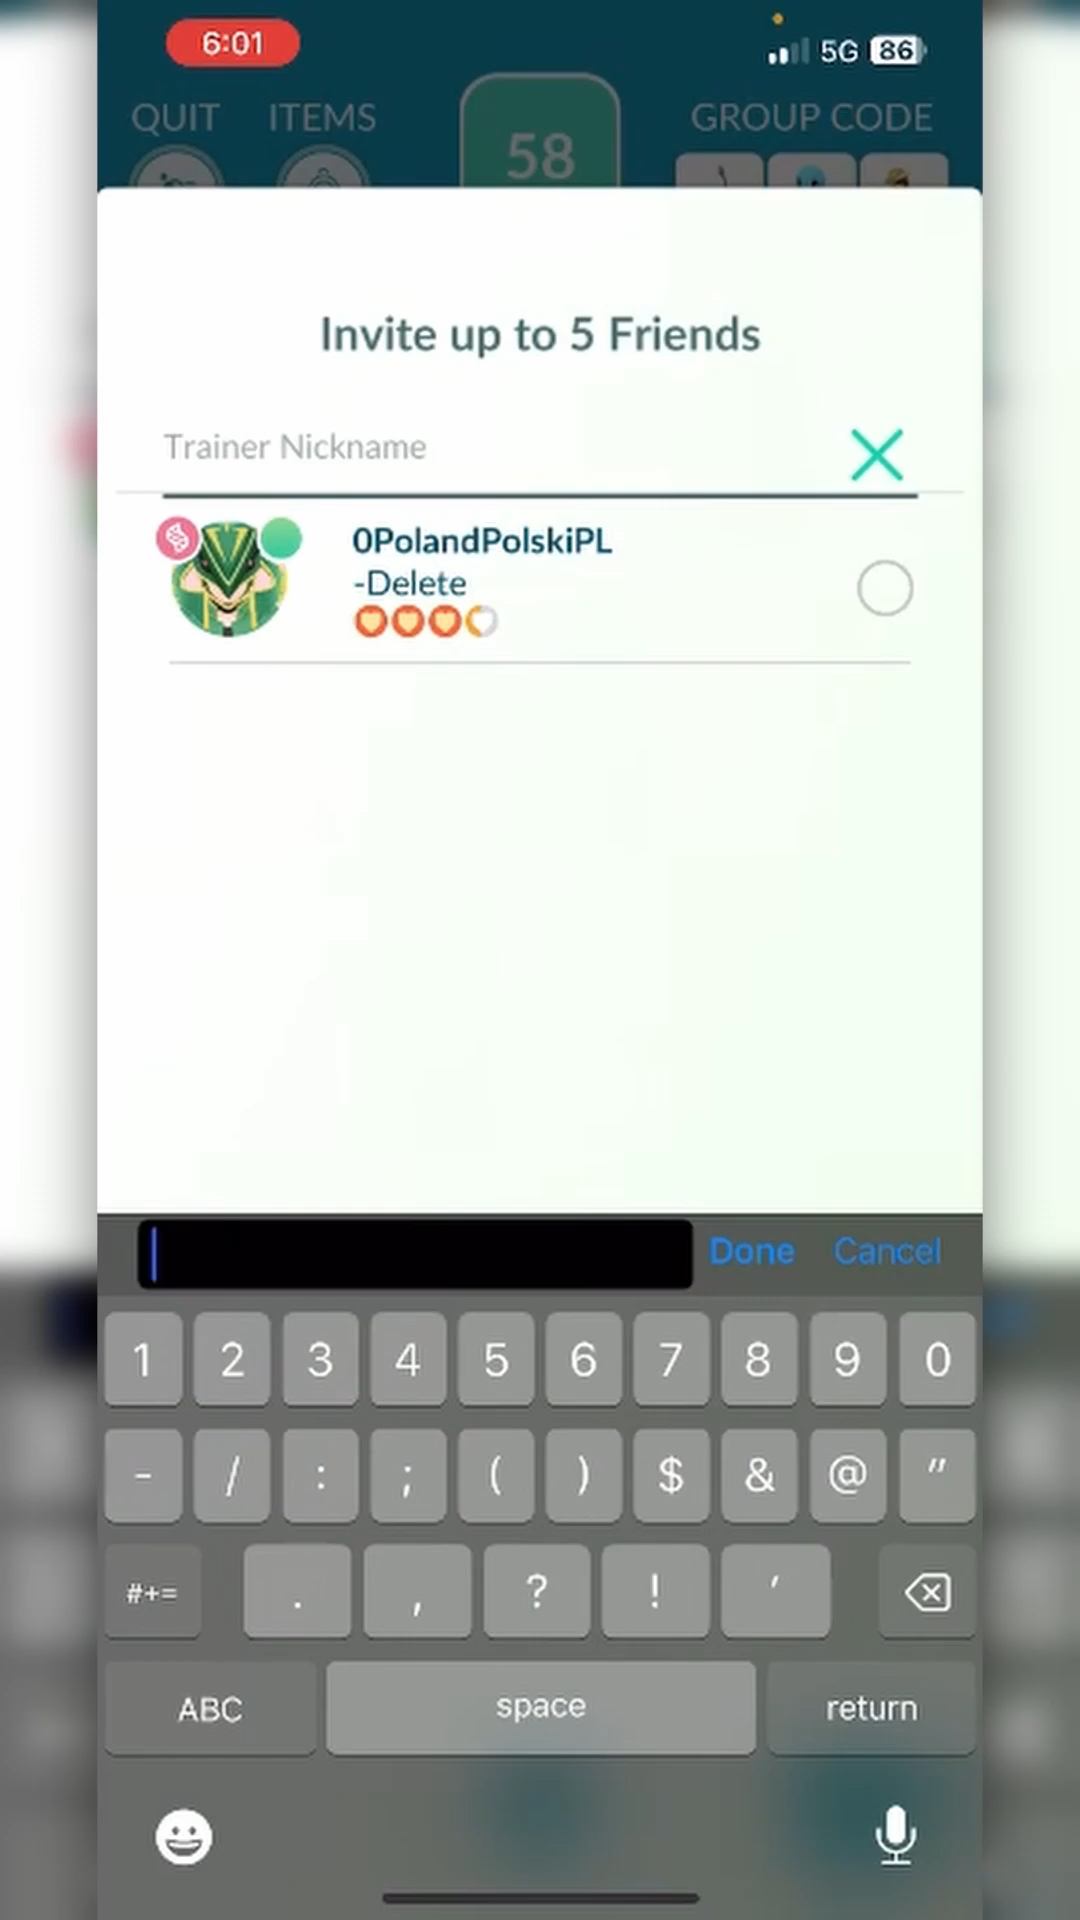 6:01
5G 86
QUIT ITEMS
58
GROUP CODE
Invite up to 5 Friends
Trainer Nickname
0PolandPolskiPL
-Delete
Done Cancel
1 2 3 4 5 6 7 8 9 0
- / : ; ( ) $ & @ "
#+= . , ? ! '
ABC space return